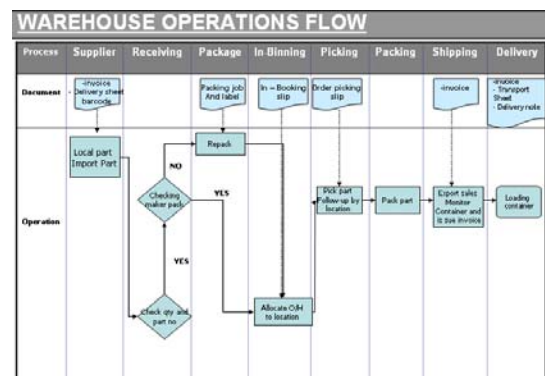 WAREHOUSE OPERATIONS FLOW
Process Supplier Receiving Package In-Binning Picking Packing Shipping Delivery
Document
-invoice
- Delivery sheet
barcode
Packing job
And label
In – Booking
slip
Order picking
slip
-invoice
-invoice
- Transport
Sheet
- Delivery note
Operation
Local part
Import Part
Repack
NO
Checking
maker pack
YES
YES
Check qty and
part no
Allocate O/H
to location
Pick part
Follow-up by
location
Pack part
Export sales
Monitor
Container and
is sue invoice
Loading
container